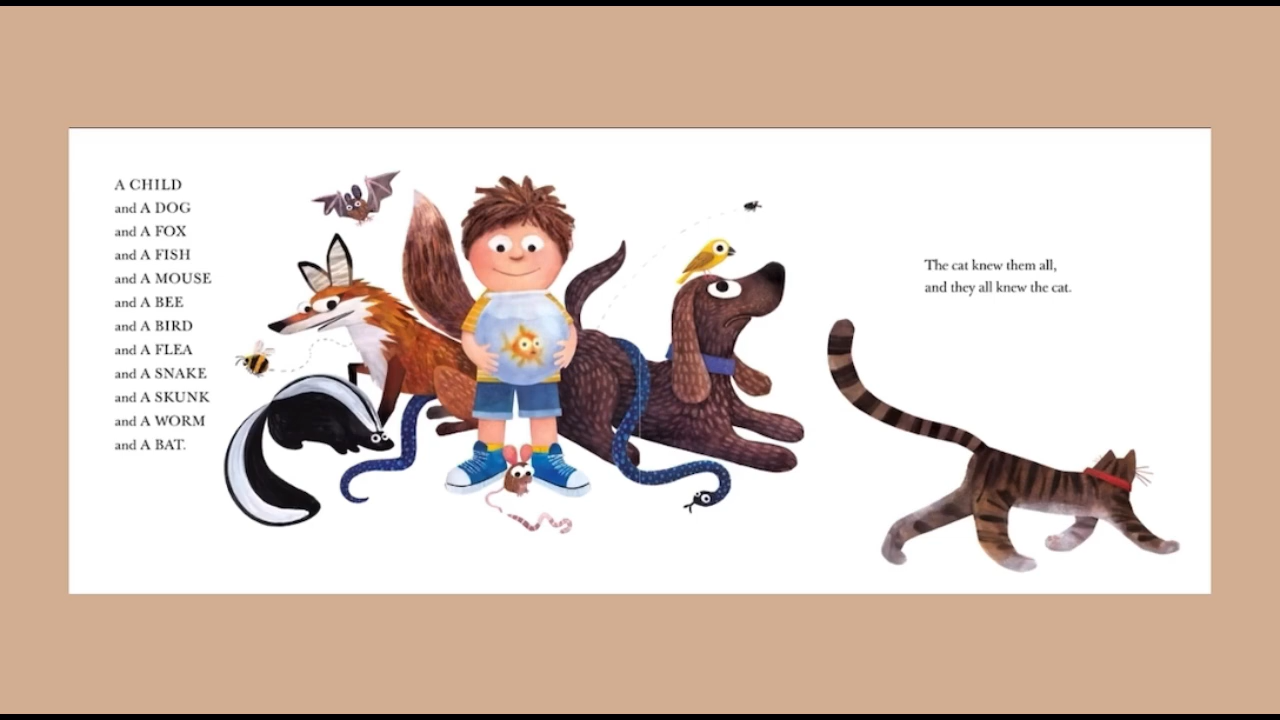 A CHILD
and A DOG
and A FOX
and A FISH
and A MOUSE
and A BEE
and A BIRD
and A FLEA
and A SNAKE
and A SKUNK
and A WORM
and A BAT.
The cat knew them all,
and they all knew the cat.